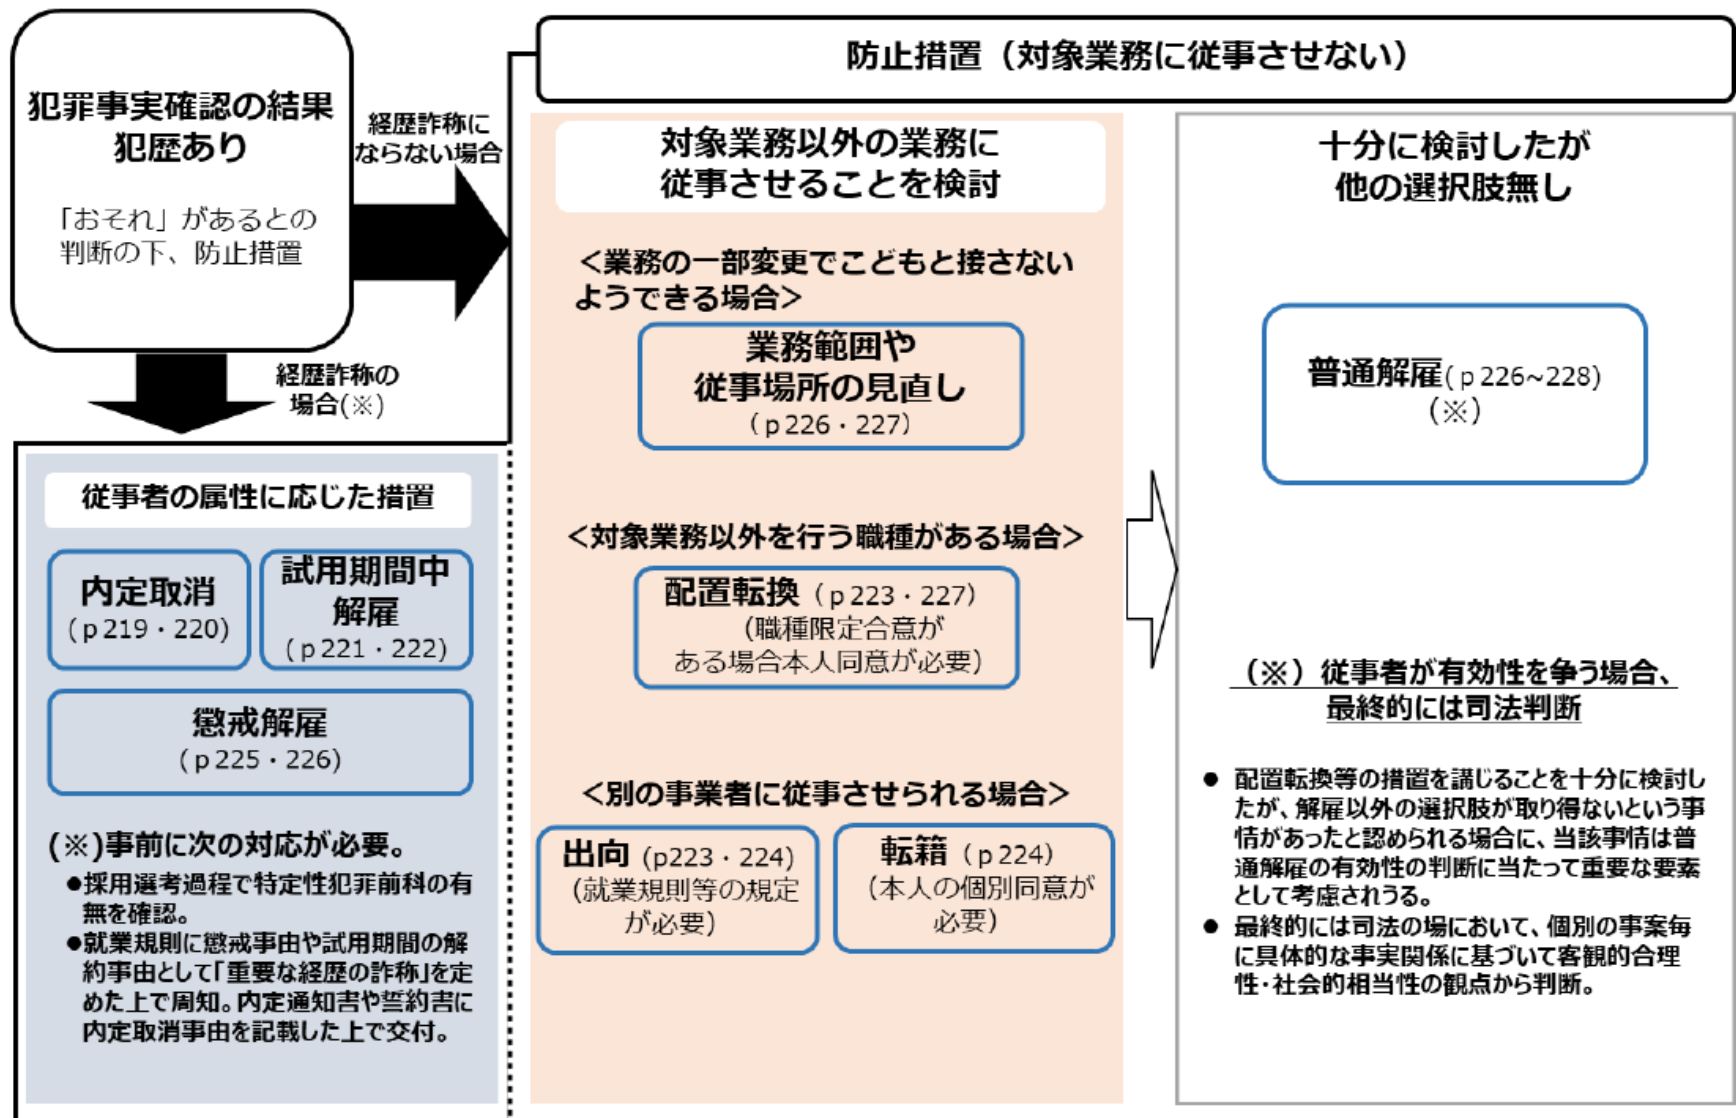 犯罪事実確認の結果
犯歴あり
「おそれ」があるとの
判断の下、防止措置
経歴詐称に
ならない場合
経歴詐称の
場合(※)
防止措置（対象業務に従事させない）
従事者の属性に応じた措置
内定取消
(p219・220)
試用期間中
解雇
(p221・222)
懲戒解雇
(p225・226)
(※)事前に次の対応が必要。
●採用選考過程で特定性犯罪前科の有
無を確認。
●就業規則に懲戒事由や試用期間の解
約事由として「重要な経歴の詐称」を定
めた上で周知。内定通知書や誓約書に
内定取消事由を記載した上で交付。
対象業務以外の業務に
従事させることを検討
＜業務の一部変更でこどもと接さない
ようできる場合＞
業務範囲や
従事場所の見直し
(p226・227)
＜対象業務以外を行う職種がある場合＞
配置転換（p223・227)
(職種限定合意が
ある場合本人同意が必要)
＜別の事業者に従事させられる場合＞
出向 (p223・224)
(就業規則等の規定
が必要)
転籍（p224)
(本人の個別同意が
必要)
十分に検討したが
他の選択肢無し
普通解雇(p226~228)
(※)
（※）従事者が有効性を争う場合、
最終的には司法判断
● 配置転換等の措置を講じることを十分に検討し
たが、解雇以外の選択肢が取り得ないという事
情があったと認められる場合に、当該事情は普
通解雇の有効性の判断に当たって重要な要素
として考慮されうる。
● 最終的には司法の場において、個別の事案毎
に具体的な事実関係に基づいて客観的合理
性・社会的相当性の観点から判断。